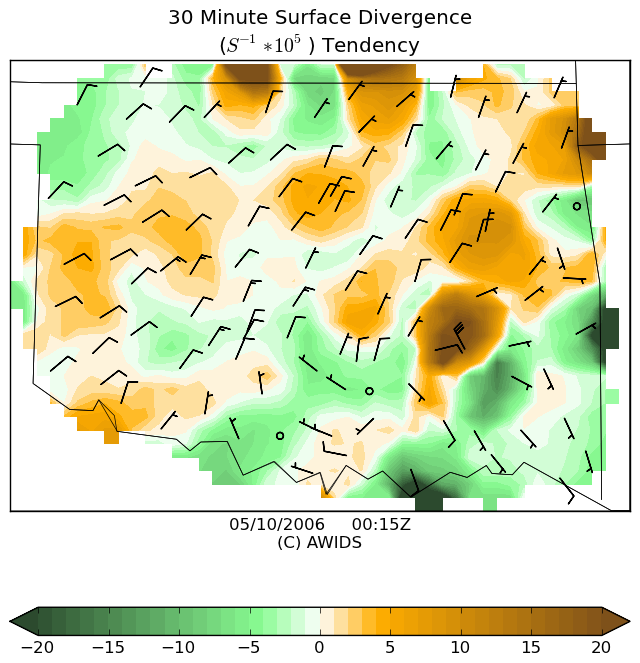 30 Minute Surface Divergence
(S⁻¹ ∗10⁵ ) Tendency
05/10/2006 00:15Z
(C) AWIDS
−20 −15 −10 −5 0 5 10 15 20